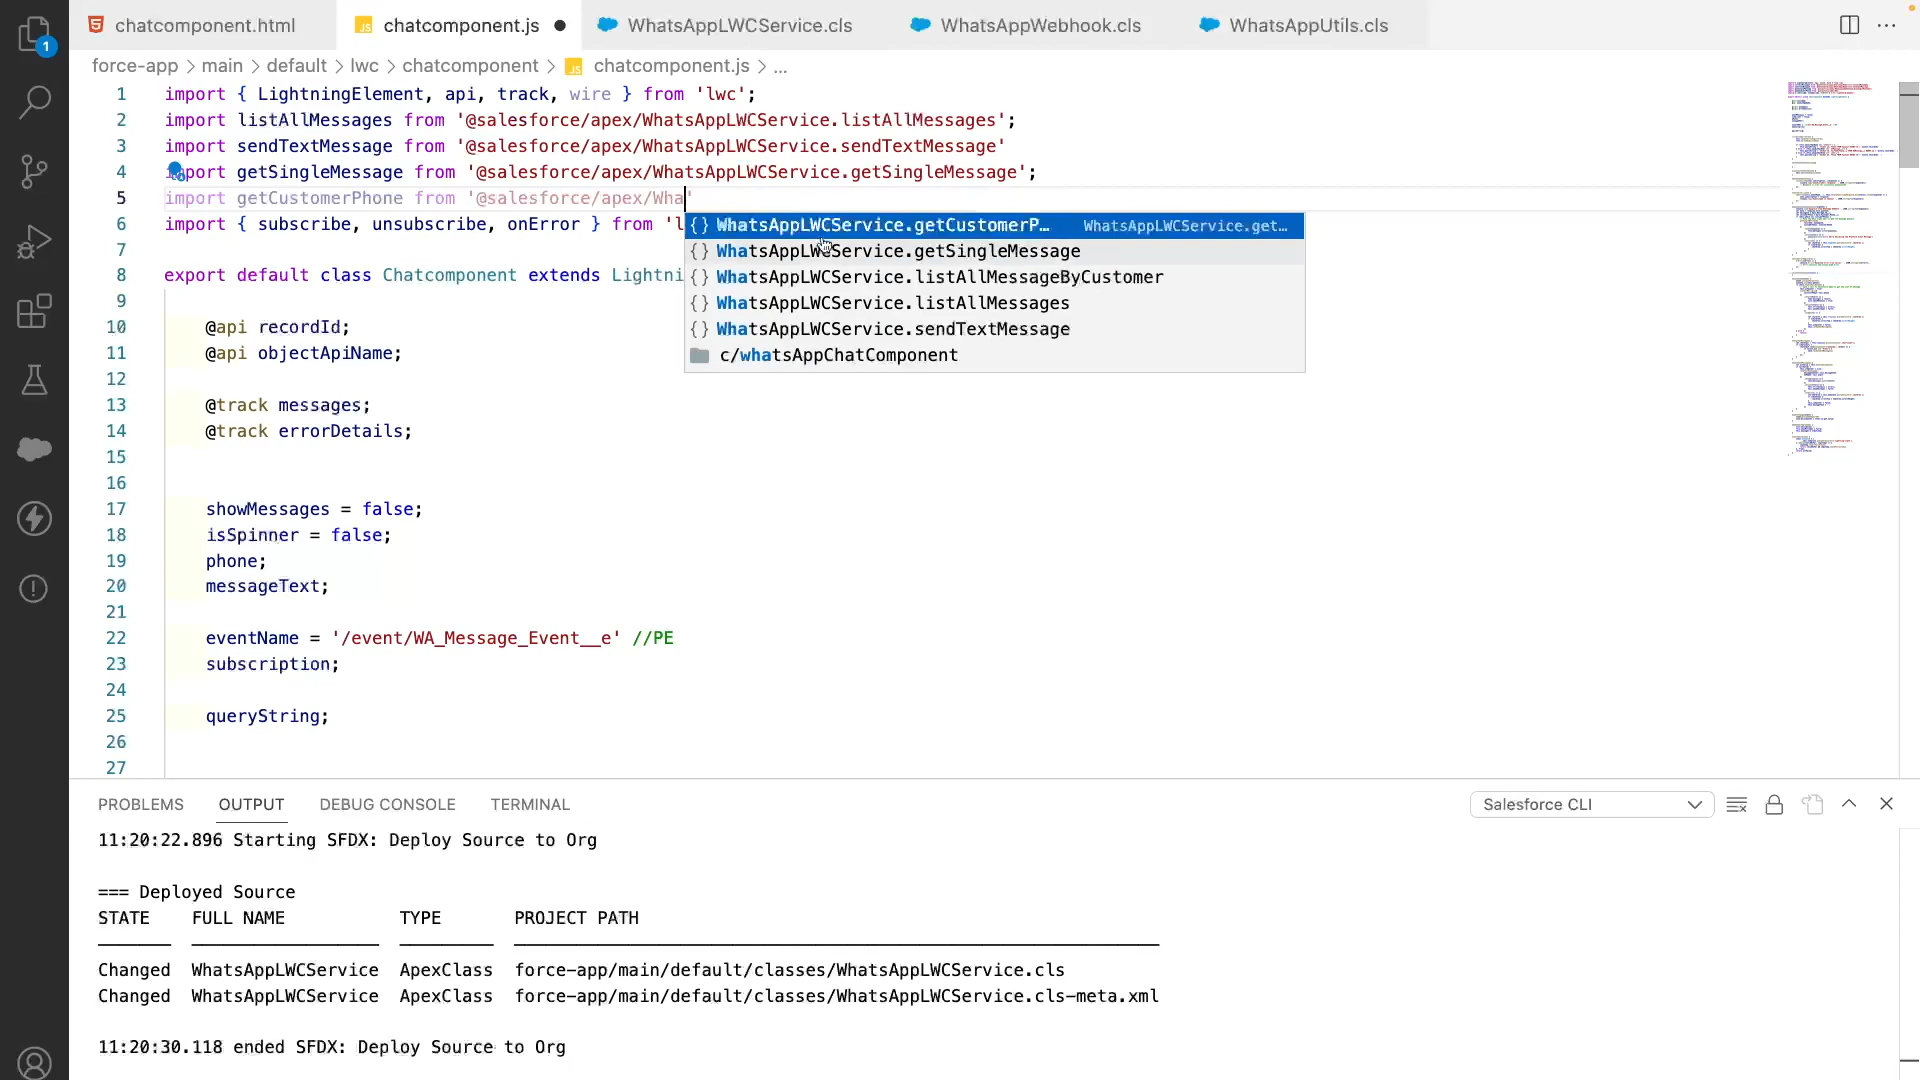 chatcomponent.html
chatcomponent.js
WhatsAppLWCService.cls
WhatsAppWebhook.cls
WhatsAppUtils.cls
1
force-app > main > default > lwc > chatcomponent > JS chatcomponent.js > ...
1 import { LightningElement, api, track, wire } from 'lwc';
2 import listAllMessages from '@salesforce/apex/WhatsAppLWCService.listAllMessages';
3 import sendTextMessage from '@salesforce/apex/WhatsAppLWCService.sendTextMessage'
4 import getSingleMessage from '@salesforce/apex/WhatsAppLWCService.getSingleMessage';
5 import getCustomerPhone from '@salesforce/apex/Wha'
6 import { subscribe, unsubscribe, onError } from 'l
{} WhatsAppLWCService.getCustomerP… WhatsAppLWCService.get…
{} WhatsAppLWCService.getSingleMessage
{} WhatsAppLWCService.listAllMessageByCustomer
{} WhatsAppLWCService.listAllMessages
{} WhatsAppLWCService.sendTextMessage
c/whatsAppChatComponent
7
8 export default class Chatcomponent extends Lightni
9
10 @api recordId;
11 @api objectApiName;
12
13 @track messages;
14 @track errorDetails;
15
16
17 showMessages = false;
18 isSpinner = false;
19 phone;
20 messageText;
21
22 eventName = '/event/WA_Message_Event__e' //PE
23 subscription;
24
25 queryString;
26
27
PROBLEMS OUTPUT DEBUG CONSOLE TERMINAL
Salesforce CLI
11:20:22.896 Starting SFDX: Deploy Source to Org
=== Deployed Source
STATE FULL NAME TYPE PROJECT PATH
Changed WhatsAppLWCService ApexClass force-app/main/default/classes/WhatsAppLWCService.cls
Changed WhatsAppLWCService ApexClass force-app/main/default/classes/WhatsAppLWCService.cls-meta.xml
11:20:30.118 ended SFDX: Deploy Source to Org